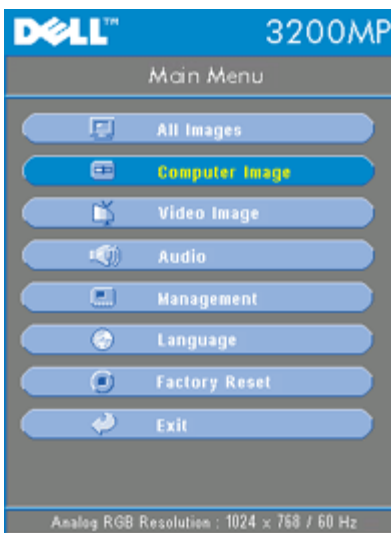 DELL™ 3200MP
Main Menu
All Images
Computer Image
Video Image
Audio
Management
Language
Factory Reset
Exit
Analog RGB Resolution : 1024 x 768 / 60 Hz